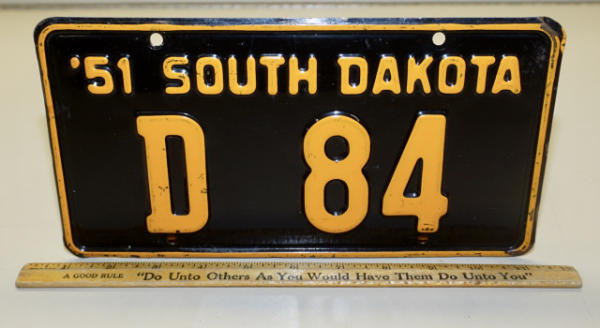 '51 SOUTH DAKOTA
D 84
A GOOD RULE "Do Unto Others As You Would Have Them Do Unto You"